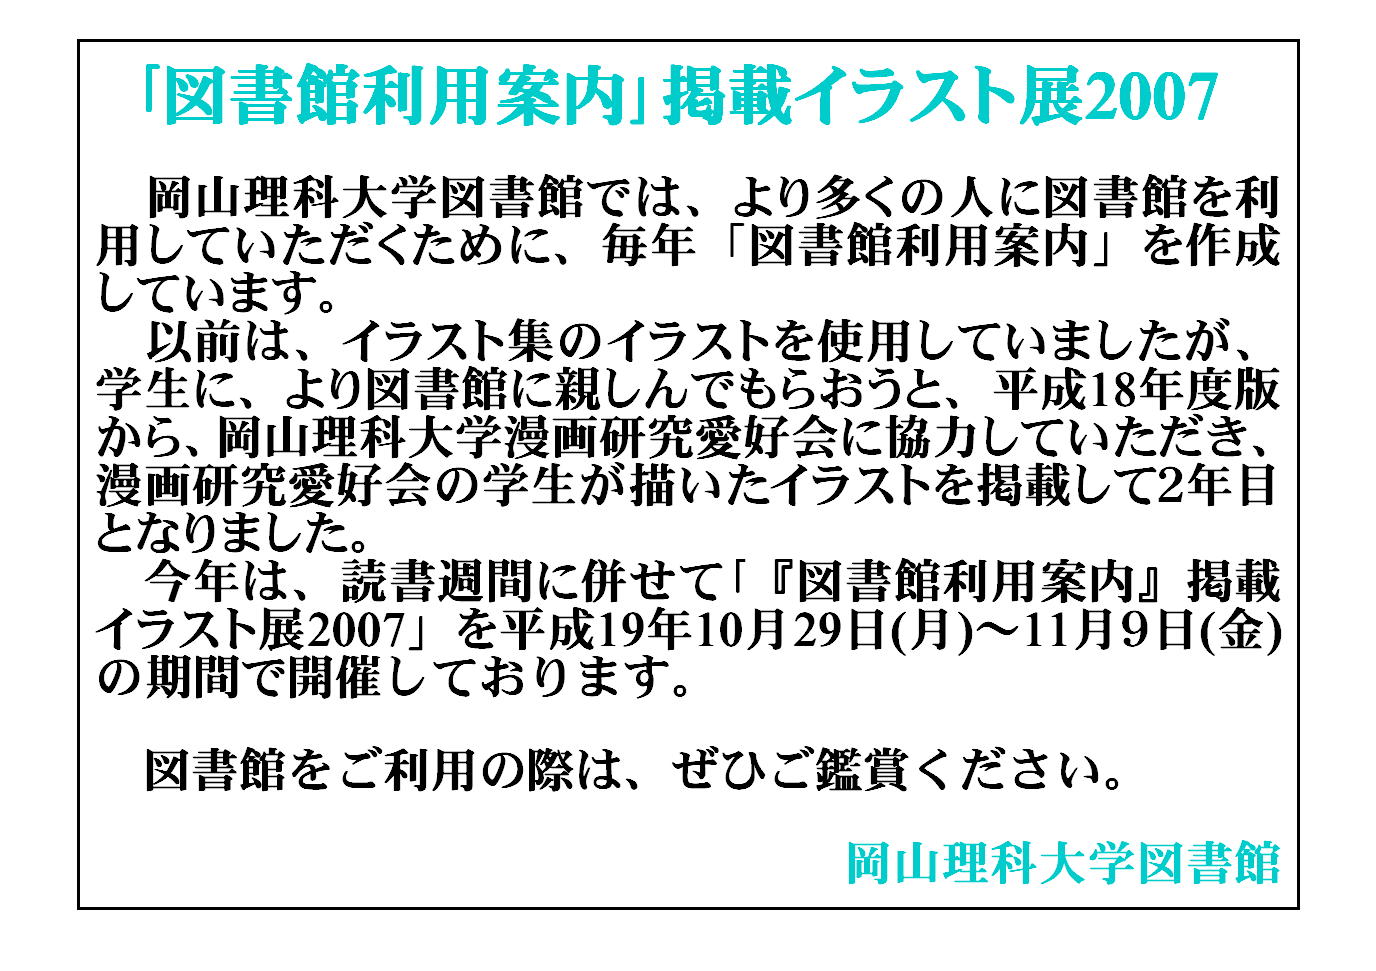 「図書館利用案内」掲載イラスト展2007
岡山理科大学図書館では、より多くの人に図書館を利
用していただくために、毎年「図書館利用案内」を作成
しています。
以前は、イラスト集のイラストを使用していましたが、
学生に、より図書館に親しんでもらおうと、平成18年度版
から、岡山理科大学漫画研究愛好会に協力していただき、
漫画研究愛好会の学生が描いたイラストを掲載して2年目
となりました。
今年は、読書週間に併せて「『図書館利用案内』掲載
イラスト展2007」を平成19年10月29日(月)～11月９日(金)
の期間で開催しております。
図書館をご利用の際は、ぜひご鑑賞ください。
岡山理科大学図書館